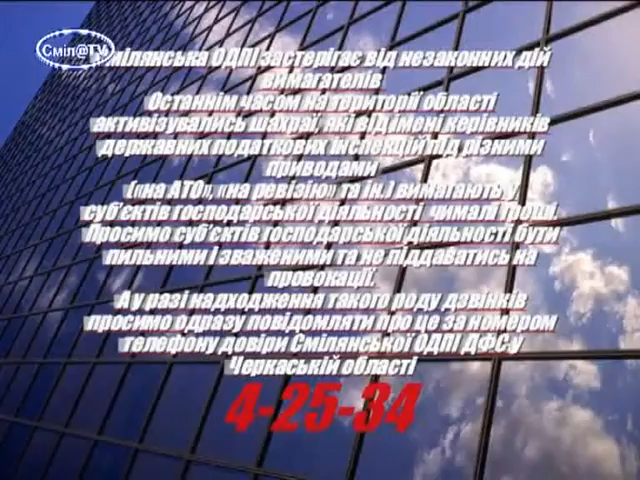 Сміл@TV
Смілянська ОДПІ застерігає від незаконних дій
вимагателів
Останнім часом на території області
активізувались шахраї, які від імені керівників
державних податкових інспекцій під різними
приводами
(«на АТО», «на ревізію» та ін.) вимагають у
суб'єктів господарської діяльності чималі гроші.
Просимо суб'єктів господарської діяльності бути
пильними і зваженими та не піддаватись на
провокації.
А у разі надходження такого роду дзвінків
просимо одразу повідомляти про це за номером
телефону довіри Смілянської ОДПІ ДФС у
Черкаській області
4-25-34